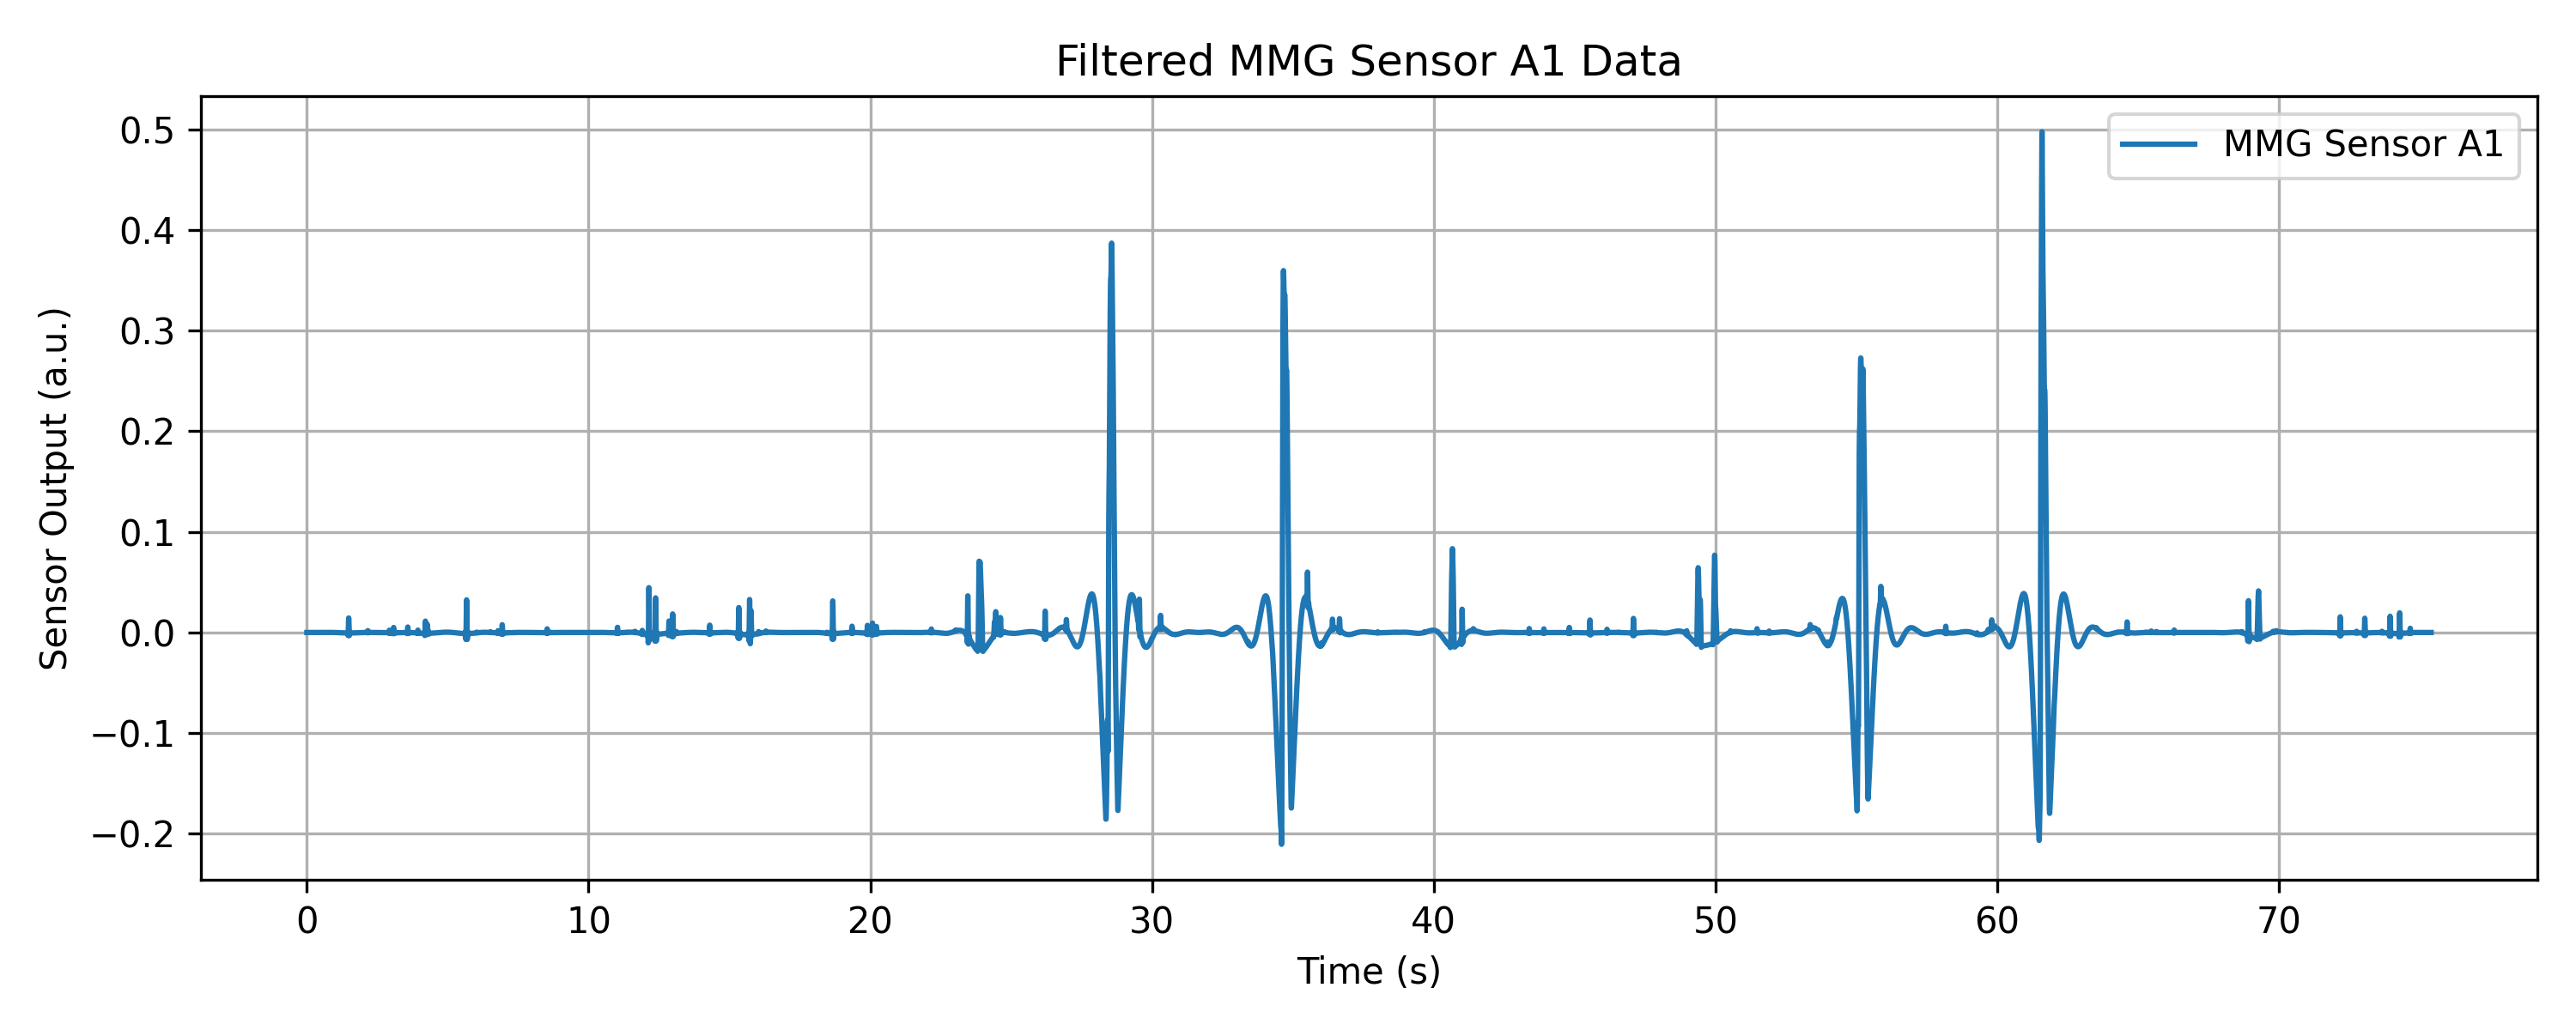 Filtered MMG Sensor A1 Data
MMG Sensor A1
Sensor Output (a.u.)
0.5
0.4
0.3
0.2
0.1
0.0
−0.1
−0.2
0 10 20 30 40 50 60 70
Time (s)